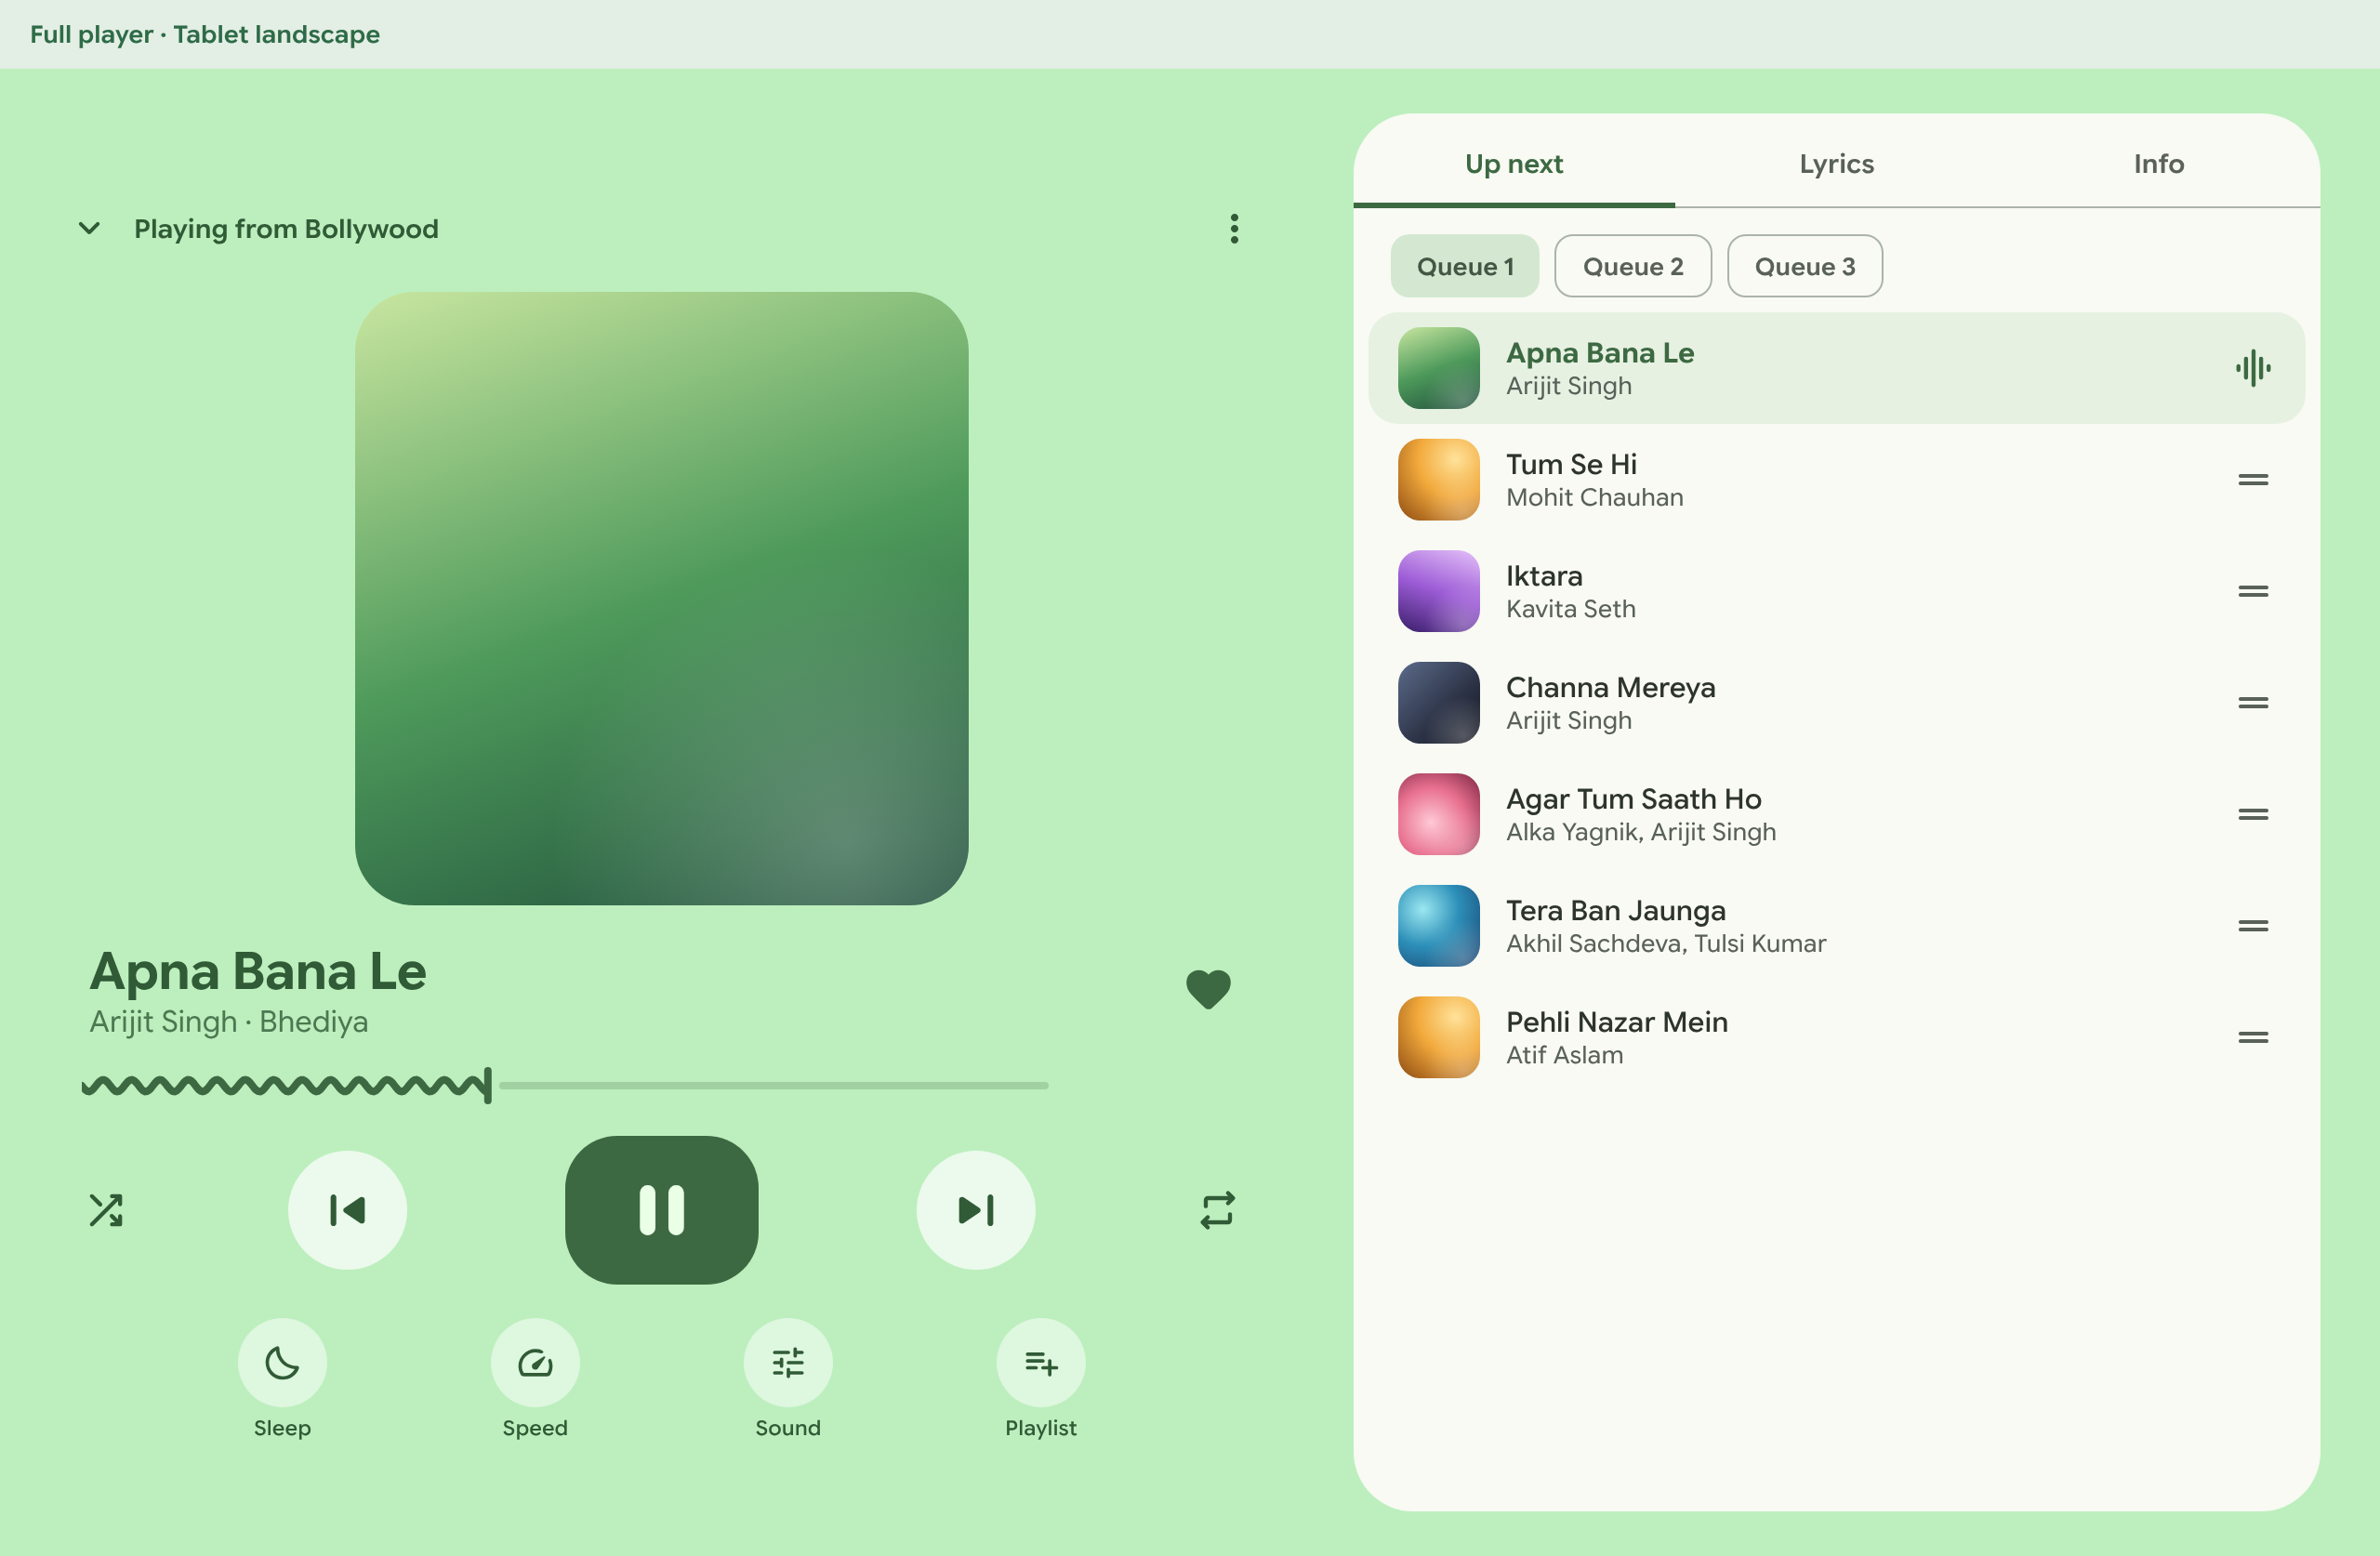 Full player · Tablet landscape
Playing from Bollywood
Apna Bana Le
Arijit Singh · Bhediya
Sleep
Speed
Sound
Playlist
Up next
Lyrics
Info
Queue 1
Queue 2
Queue 3
Apna Bana Le
Arijit Singh
Tum Se Hi
Mohit Chauhan
Iktara
Kavita Seth
Channa Mereya
Arijit Singh
Agar Tum Saath Ho
Alka Yagnik, Arijit Singh
Tera Ban Jaunga
Akhil Sachdeva, Tulsi Kumar
Pehli Nazar Mein
Atif Aslam